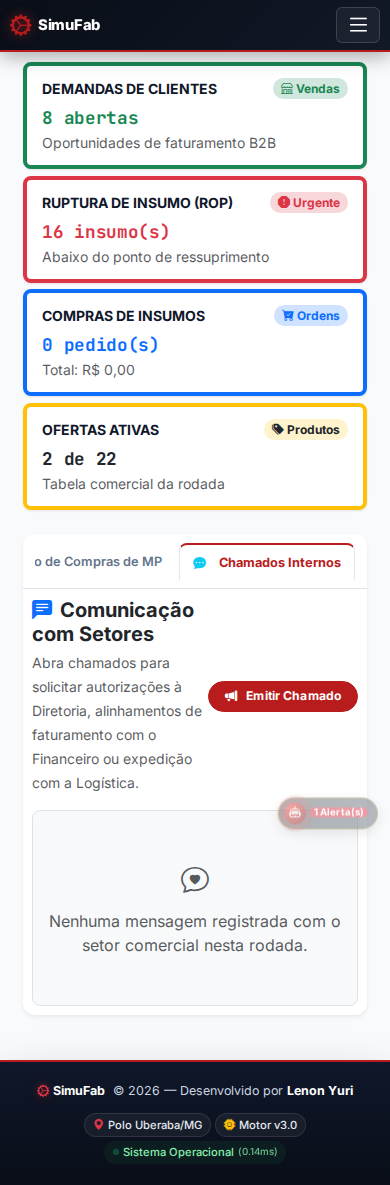 SimuFab
DEMANDAS DE CLIENTES
Vendas
8 abertas
Oportunidades de faturamento B2B
RUPTURA DE INSUMO (ROP)
Urgente
16 insumo(s)
Abaixo do ponto de ressuprimento
COMPRAS DE INSUMOS
Ordens
0 pedido(s)
Total: R$ 0,00
OFERTAS ATIVAS
Produtos
2 de 22
Tabela comercial da rodada
o de Compras de MP
Chamados Internos
Comunicação
com Setores
Abra chamados para
solicitar autorizações à
Diretoria, alinhamentos de
faturamento com o
Financeiro ou expedição
com a Logística.
Emitir Chamado
1 Alerta(s)
Nenhuma mensagem registrada com o
setor comercial nesta rodada.
SimuFab © 2026 — Desenvolvido por Lenon Yuri
Polo Uberaba/MG
Motor v3.0
Sistema Operacional (0.14ms)